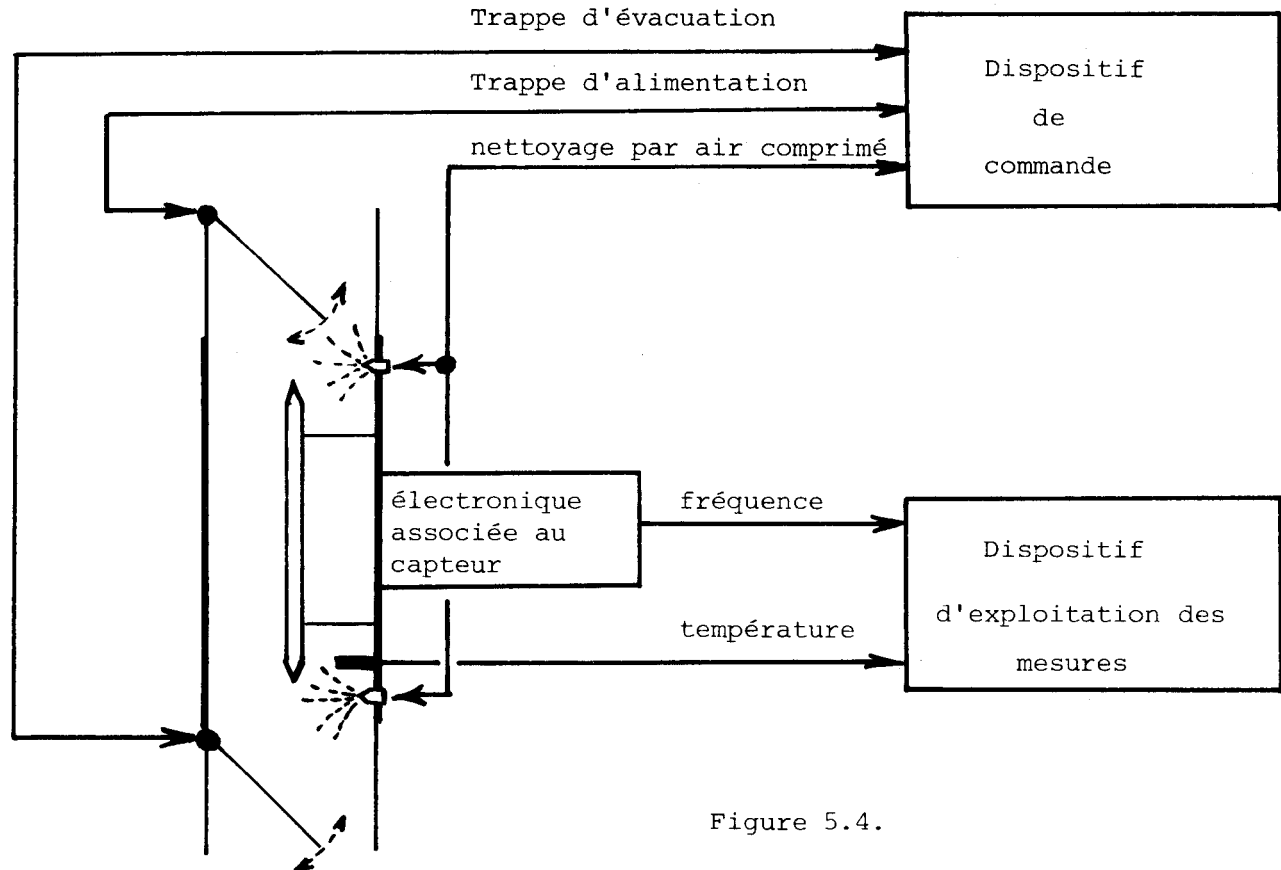 Trappe d'évacuation
Trappe d'alimentation
nettoyage par air comprimé
Dispositif
de
commande
électronique
associée au
capteur
fréquence
température
Dispositif
d'exploitation des
mesures
Figure 5.4.